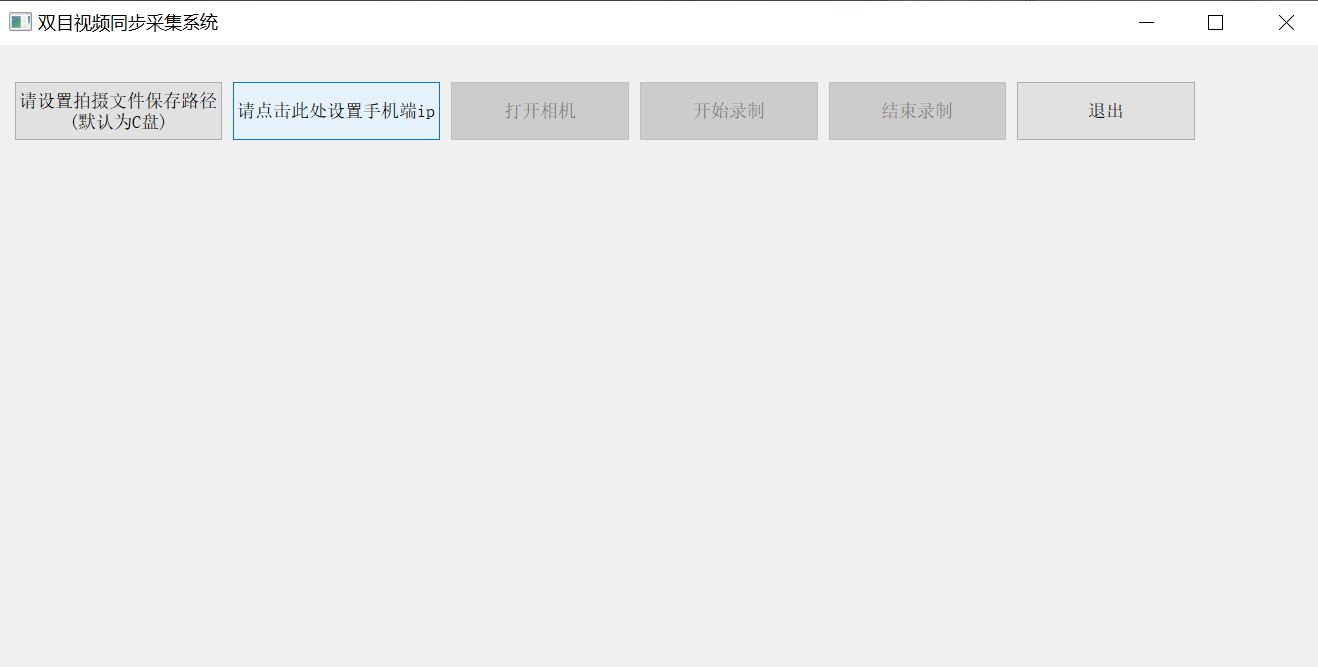 双目视频同步采集系统
请设置拍摄文件保存路径
(默认为C盘)
请点击此处设置手机端ip
打开相机
开始录制
结束录制
退出